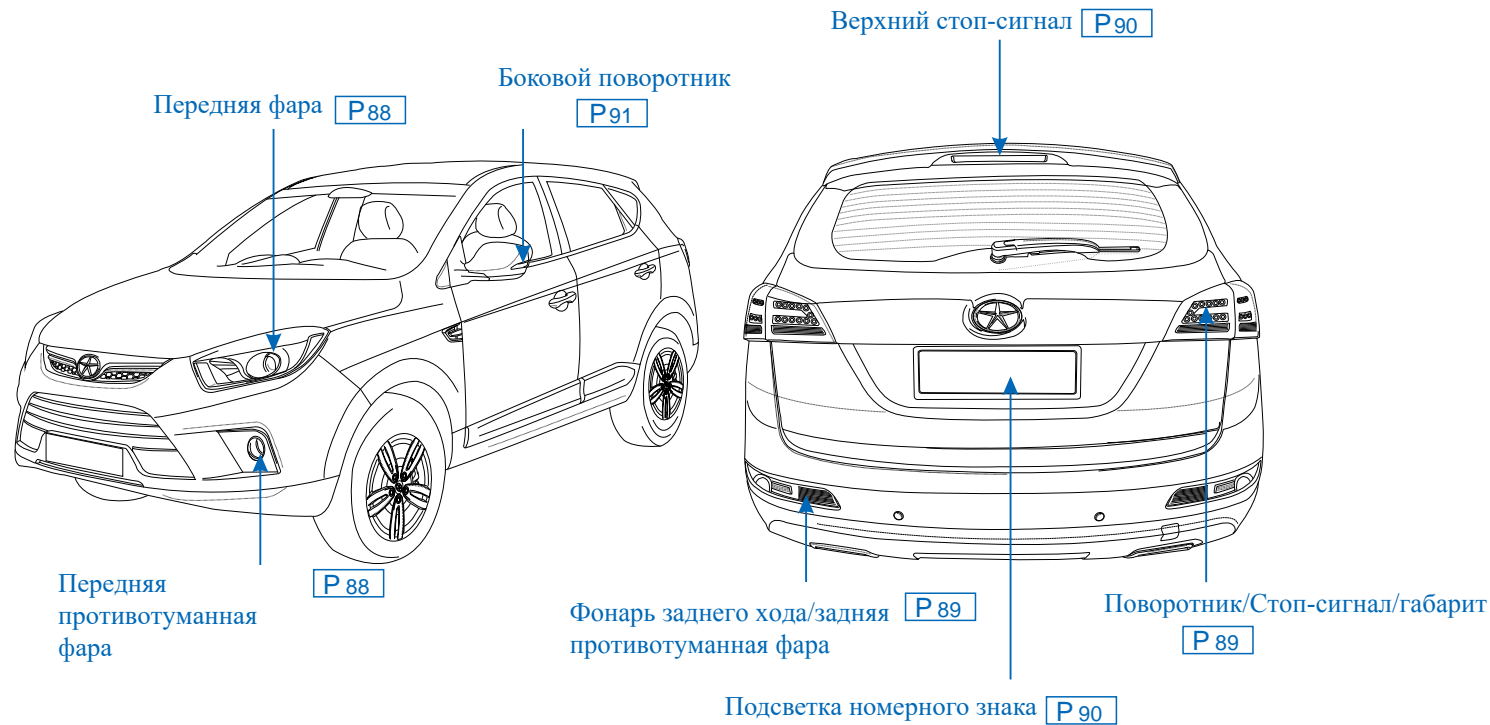 Верхний стоп-сигнал P 90
Боковой поворотник
P 91
Передняя фара P 88
Передняя
противотуманная
фара
P 88
Фонарь заднего хода/задняя P 89
противотуманная фара
Поворотник/Стоп-сигнал/габарит
P 89
Подсветка номерного знака P 90